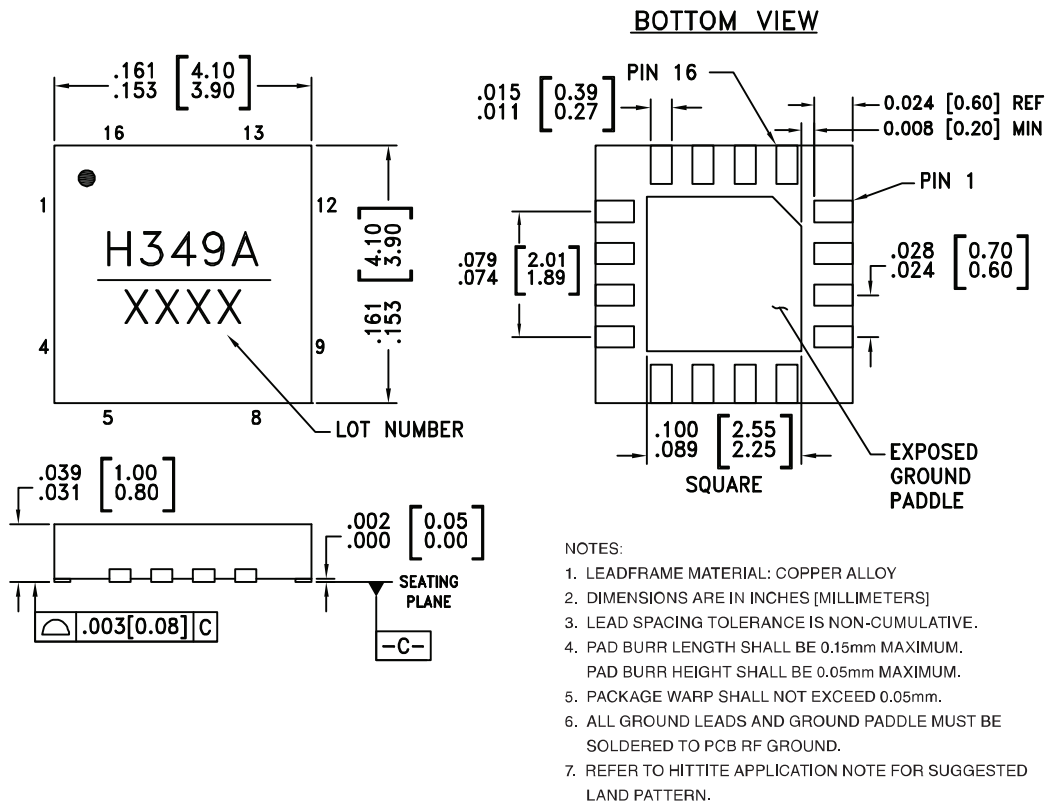 BOTTOM VIEW
.161 [4.10]
.153 [3.90]
16 13
1 12
H349A
XXXX
4 9
5 8
LOT NUMBER
.161 [4.10]
.153 [3.90]
PIN 16
.015 [0.39]
.011 [0.27]
0.024 [0.60] REF
0.008 [0.20] MIN
PIN 1
.079 [2.01]
.074 [1.89]
.028 [0.70]
.024 [0.60]
.100 [2.55]
.089 [2.25]
SQUARE
EXPOSED
GROUND
PADDLE
.039 [1.00]
.031 [0.80]
.002 [0.05]
.000 [0.00]
SEATING
PLANE
.003[0.08] C
-C-
NOTES:
1. LEADFRAME MATERIAL: COPPER ALLOY
2. DIMENSIONS ARE IN INCHES [MILLIMETERS]
3. LEAD SPACING TOLERANCE IS NON-CUMULATIVE.
4. PAD BURR LENGTH SHALL BE 0.15mm MAXIMUM.
PAD BURR HEIGHT SHALL BE 0.05mm MAXIMUM.
5. PACKAGE WARP SHALL NOT EXCEED 0.05mm.
6. ALL GROUND LEADS AND GROUND PADDLE MUST BE
SOLDERED TO PCB RF GROUND.
7. REFER TO HITTITE APPLICATION NOTE FOR SUGGESTED
LAND PATTERN.